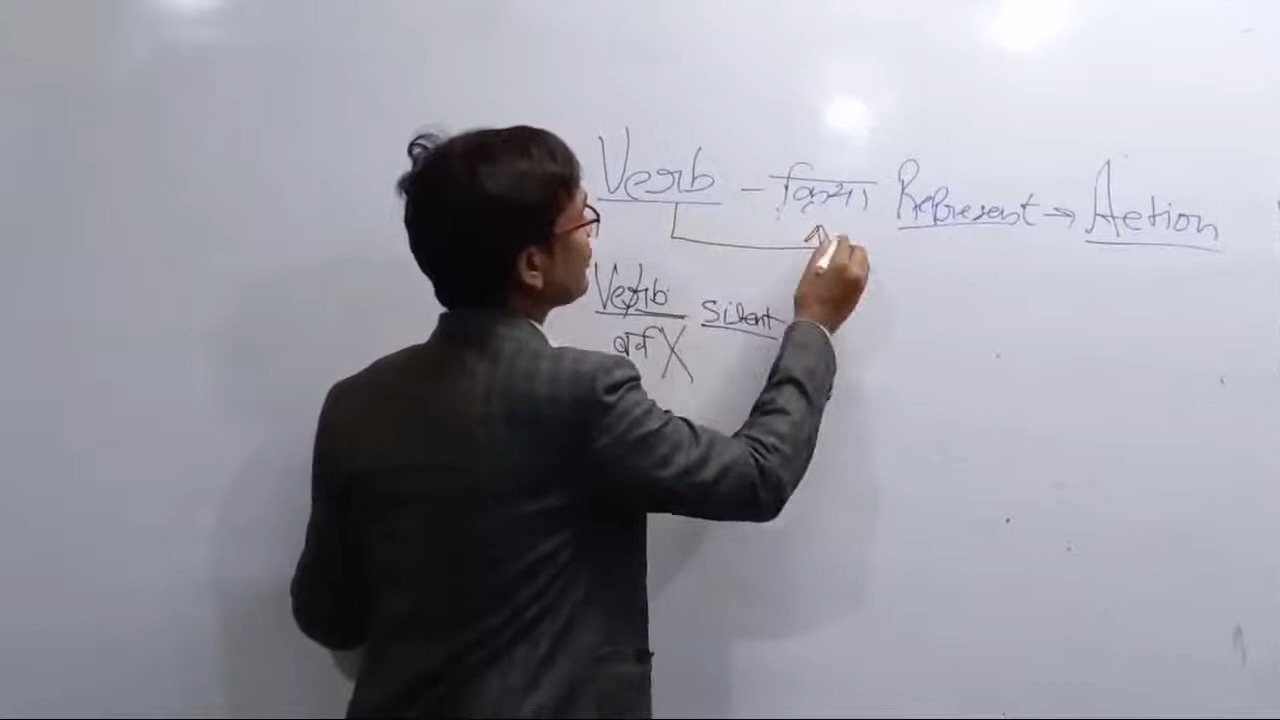 Verb – क्रिया Represent → Action
Verb Silent
वर्व X